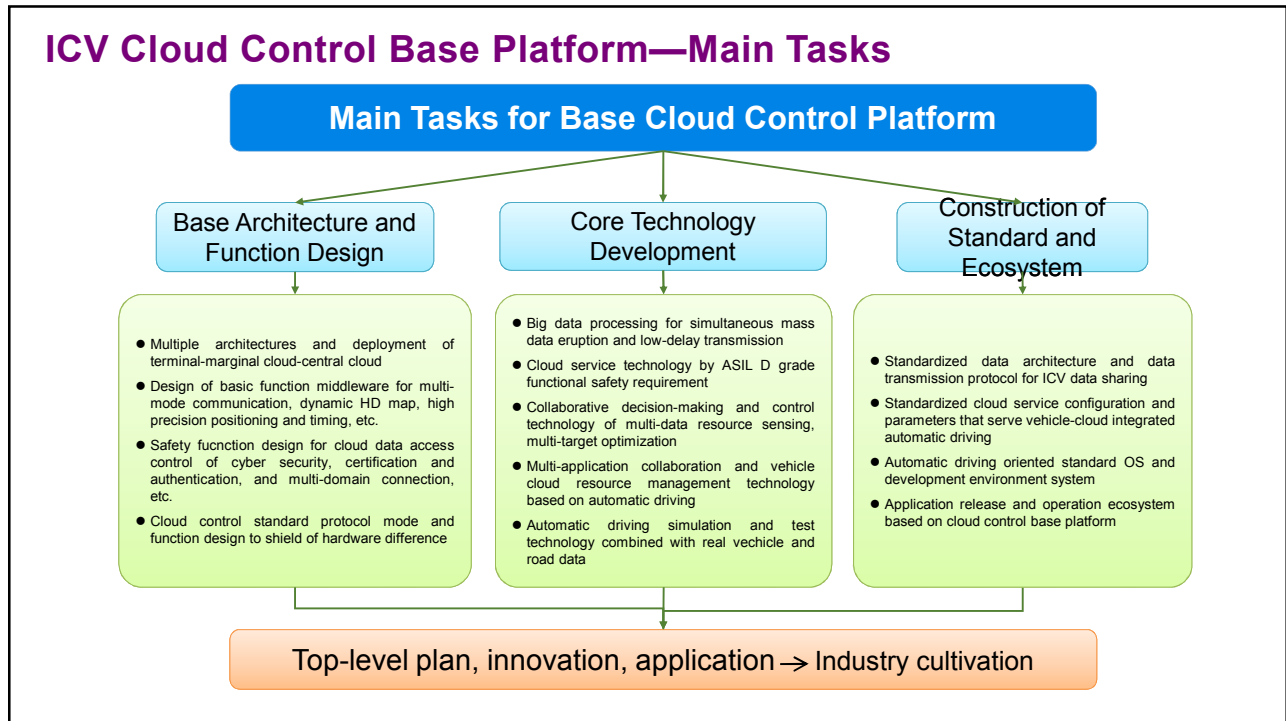 ICV Cloud Control Base Platform—Main Tasks
Main Tasks for Base Cloud Control Platform
Base Architecture and
Function Design
● Multiple architectures and deployment of
terminal-marginal cloud-central cloud
● Design of basic function middleware for multi-
mode communication, dynamic HD map, high
precision positioning and timing, etc.
● Safety fucnction design for cloud data access
control of cyber security, certification and
authentication, and multi-domain connection,
etc.
● Cloud control standard protocol mode and
function design to shield of hardware difference
Core Technology
Development
● Big data processing for simultaneous mass
data eruption and low-delay transmission
● Cloud service technology by ASIL D grade
functional safety requirement
● Collaborative decision-making and control
technology of multi-data resource sensing,
multi-target optimization
● Multi-application collaboration and vehicle
cloud resource management technology
based on automatic driving
● Automatic driving simulation and test
technology combined with real vechicle and
road data
Construction of
Standard and
Ecosystem
● Standardized data architecture and data
transmission protocol for ICV data sharing
● Standardized cloud service configuration and
parameters that serve vehicle-cloud integrated
automatic driving
● Automatic driving oriented standard OS and
development environment system
● Application release and operation ecosystem
based on cloud control base platform
Top-level plan, innovation, application → Industry cultivation